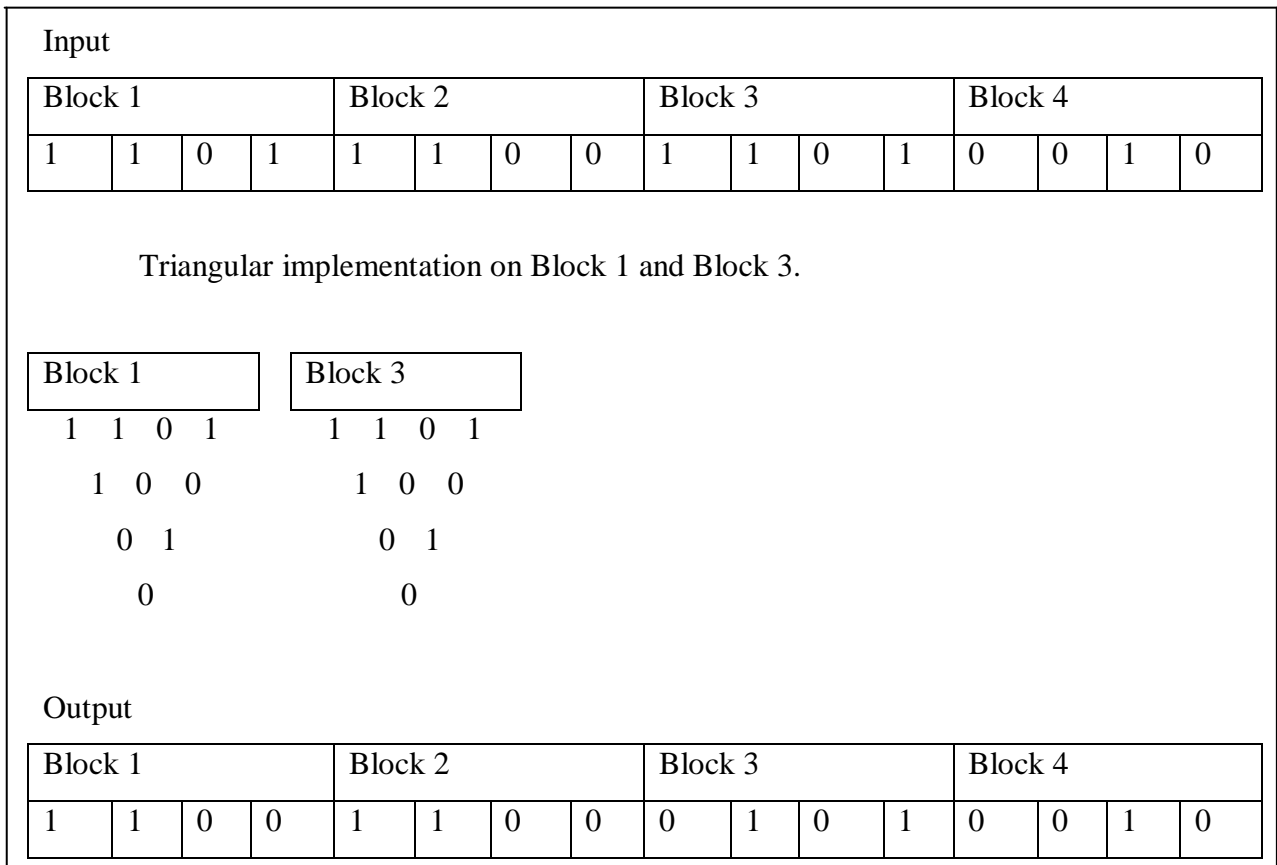 Input
Block 1 Block 2 Block 3 Block 4
1 1 0 1 1 1 0 0 1 1 0 1 0 0 1 0
Triangular implementation on Block 1 and Block 3.
Block 1 Block 3
1 1 0 1 1 1 0 1
1 0 0 1 0 0
0 1 0 1
0 0
Output
Block 1 Block 2 Block 3 Block 4
1 1 0 0 1 1 0 0 0 1 0 1 0 0 1 0